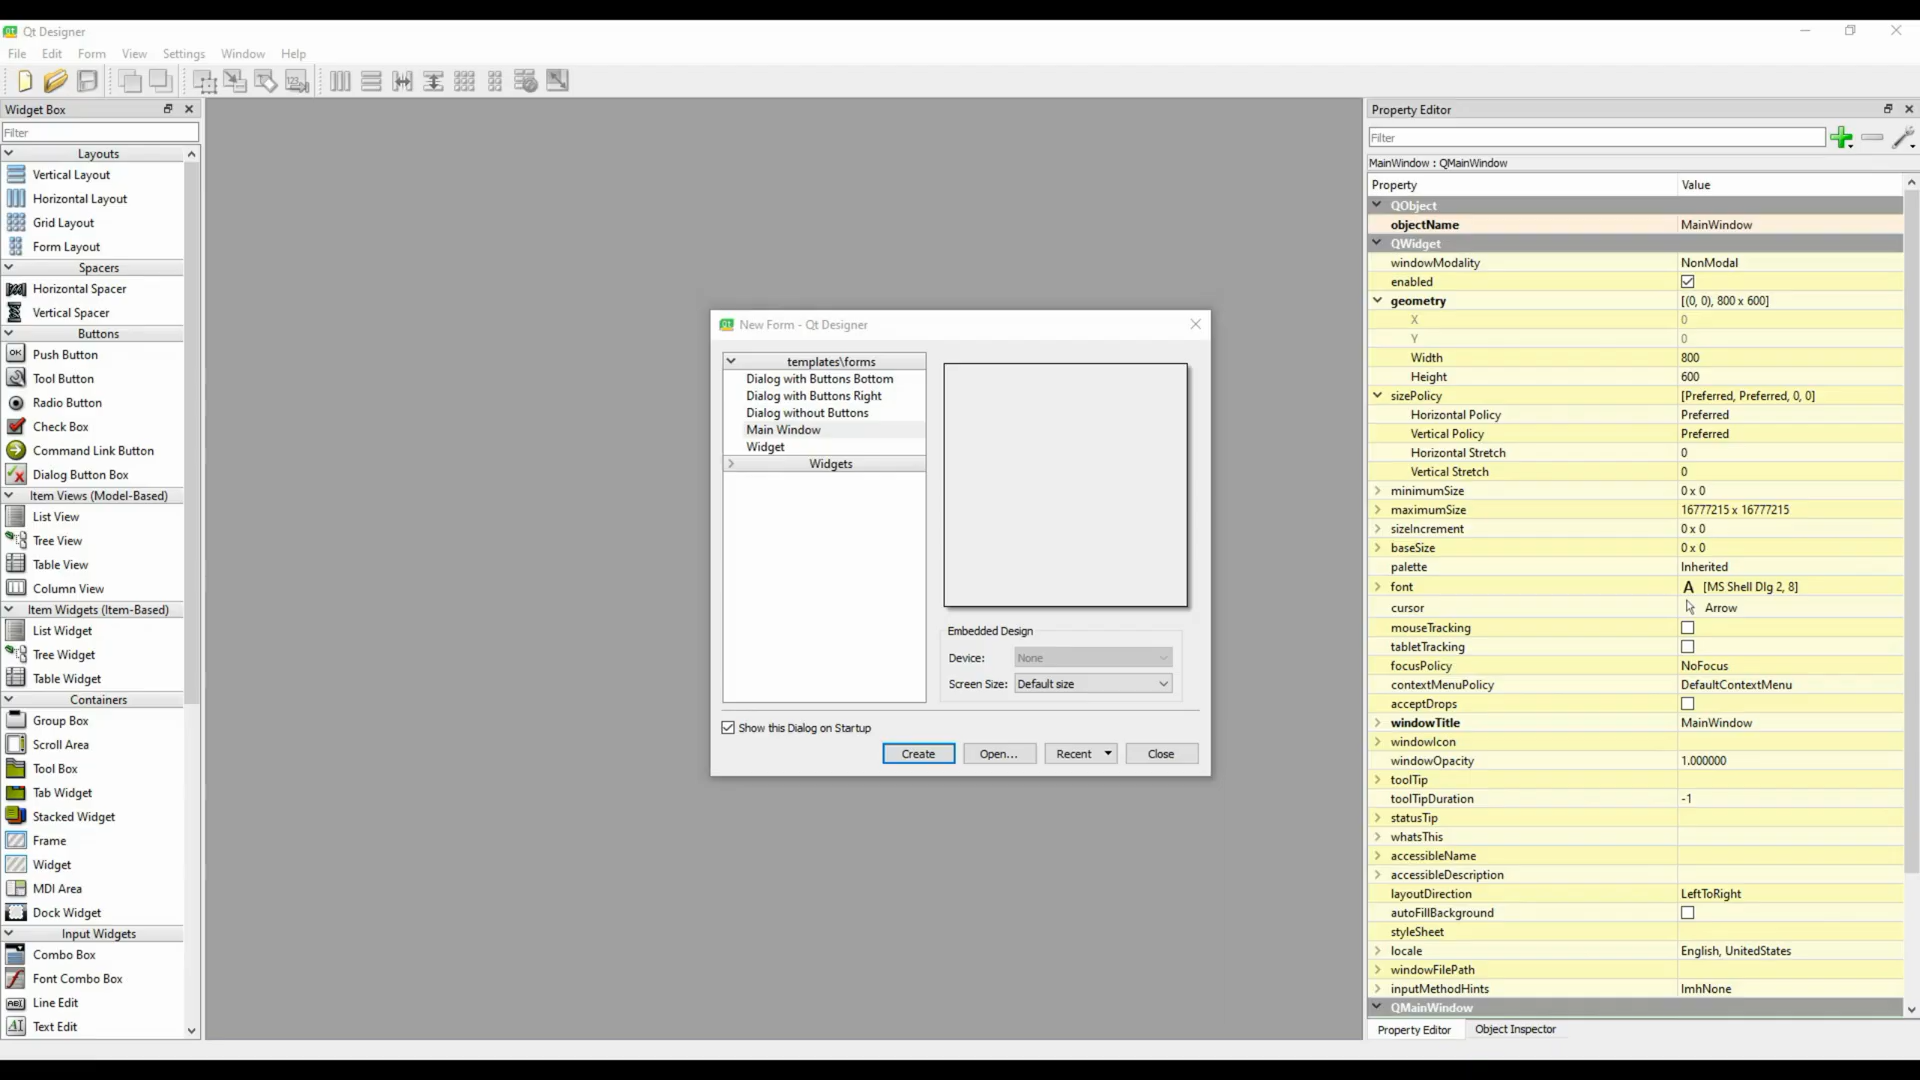 Qt Designer
File Edit Form View Settings Window Help
Widget Box
Filter
Layouts
Vertical Layout
Horizontal Layout
Grid Layout
Form Layout
Spacers
Horizontal Spacer
Vertical Spacer
Buttons
Push Button
Tool Button
Radio Button
Check Box
Command Link Button
Dialog Button Box
Item Views (Model-Based)
List View
Tree View
Table View
Column View
Item Widgets (Item-Based)
List Widget
Tree Widget
Table Widget
Containers
Group Box
Scroll Area
Tool Box
Tab Widget
Stacked Widget
Frame
Widget
MDI Area
Dock Widget
Input Widgets
Combo Box
Font Combo Box
Line Edit
Text Edit
New Form - Qt Designer
templates\forms
Dialog with Buttons Bottom
Dialog with Buttons Right
Dialog without Buttons
Main Window
Widget
Widgets
Embedded Design
Device: None
Screen Size: Default size
Show this Dialog on Startup
Create Open... Recent Close
Property Editor
Filter
MainWindow : QMainWindow
Property Value
QObject
objectName MainWindow
QWidget
windowModality NonModal
enabled
geometry [(0, 0), 800 x 600]
X 0
Y 0
Width 800
Height 600
sizePolicy [Preferred, Preferred, 0, 0]
Horizontal Policy Preferred
Vertical Policy Preferred
Horizontal Stretch 0
Vertical Stretch 0
minimumSize 0 x 0
maximumSize 16777215 x 16777215
sizeIncrement 0 x 0
baseSize 0 x 0
palette Inherited
font A [MS Shell Dlg 2, 8]
cursor Arrow
mouseTracking
tabletTracking
focusPolicy NoFocus
contextMenuPolicy DefaultContextMenu
acceptDrops
windowTitle MainWindow
windowIcon
windowOpacity 1.000000
toolTip
toolTipDuration -1
statusTip
whatsThis
accessibleName
accessibleDescription
layoutDirection LeftToRight
autoFillBackground
styleSheet
locale English, UnitedStates
windowFilePath
inputMethodHints ImhNone
QMainWindow
Property Editor Object Inspector